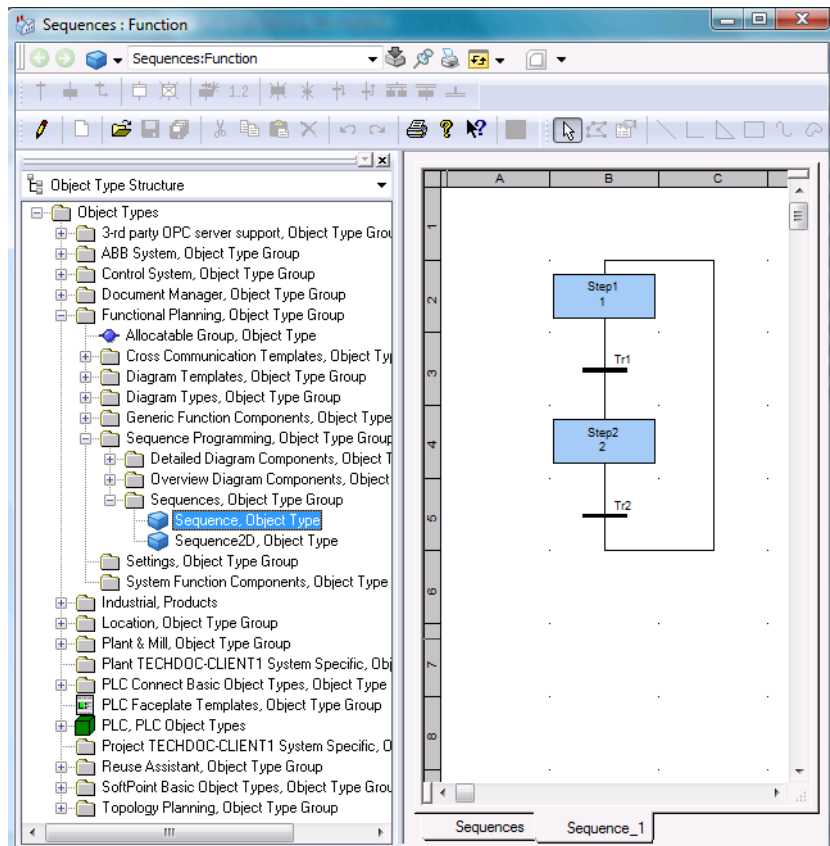 Sequences : Function
Sequences:Function
1.2
Object Type Structure
Object Types
3-rd party OPC server support, Object Type Grou
ABB System, Object Type Group
Control System, Object Type Group
Document Manager, Object Type Group
Functional Planning, Object Type Group
Allocatable Group, Object Type
Cross Communication Templates, Object Typ
Diagram Templates, Object Type Group
Diagram Types, Object Type Group
Generic Function Components, Object Type
Sequence Programming, Object Type Group
Detailed Diagram Components, Object T
Overview Diagram Components, Object
Sequences, Object Type Group
Sequence, Object Type
Sequence2D, Object Type
Settings, Object Type Group
System Function Components, Object Type
Industrial, Products
Location, Object Type Group
Plant & Mill, Object Type Group
Plant TECHDOC-CLIENT1 System Specific, Obj
PLC Connect Basic Object Types, Object Type
PLC Faceplate Templates, Object Type Group
PLC, PLC Object Types
Project TECHDOC-CLIENT1 System Specific, O
Reuse Assistant, Object Type Group
SoftPoint Basic Object Types, Object Type Grou
Topology Planning, Object Type Group
A B C
1
2
3
4
5
6
7
8
Step1
1
Tr1
Step2
2
Tr2
Sequences Sequence_1